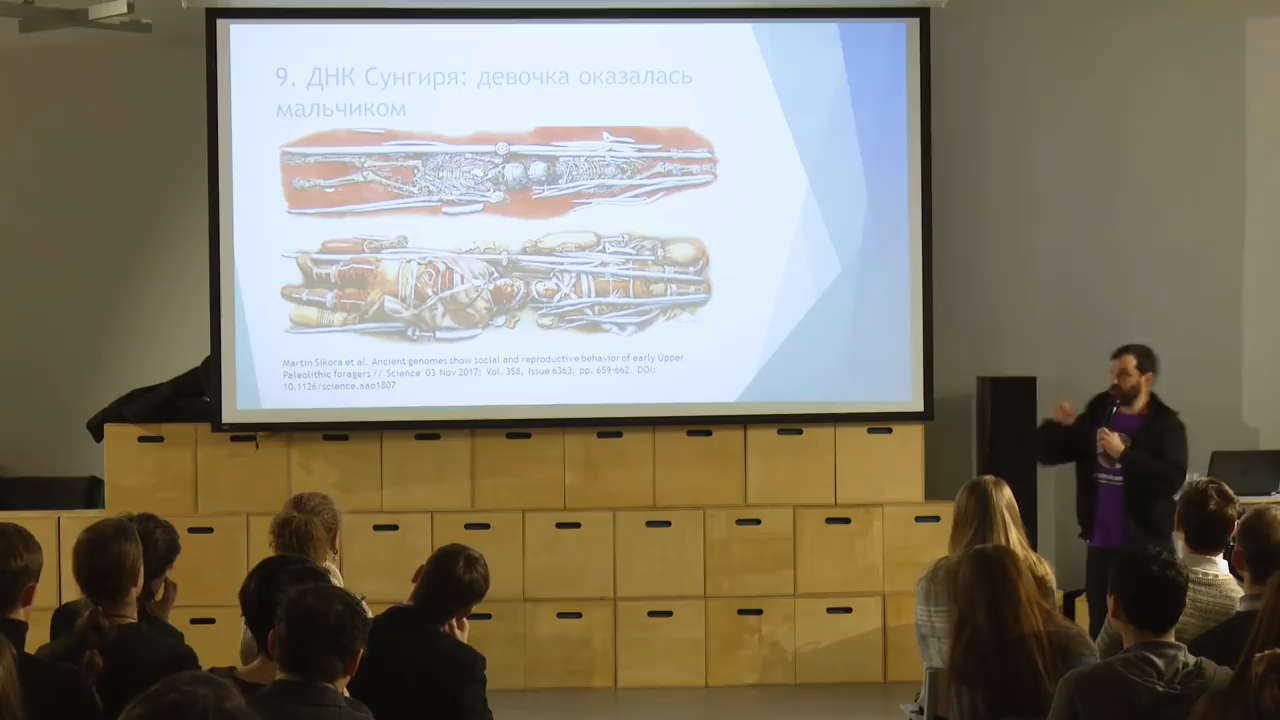 9. ДНК Сунгиря: девочка оказалась
мальчиком
Martin Sikora et al. Ancient genomes show social and reproductive behavior of early Upper
Paleolithic foragers // Science 03 Nov 2017: Vol. 358, Issue 6363, pp. 659-662. DOI:
10.1126/science.aao1807